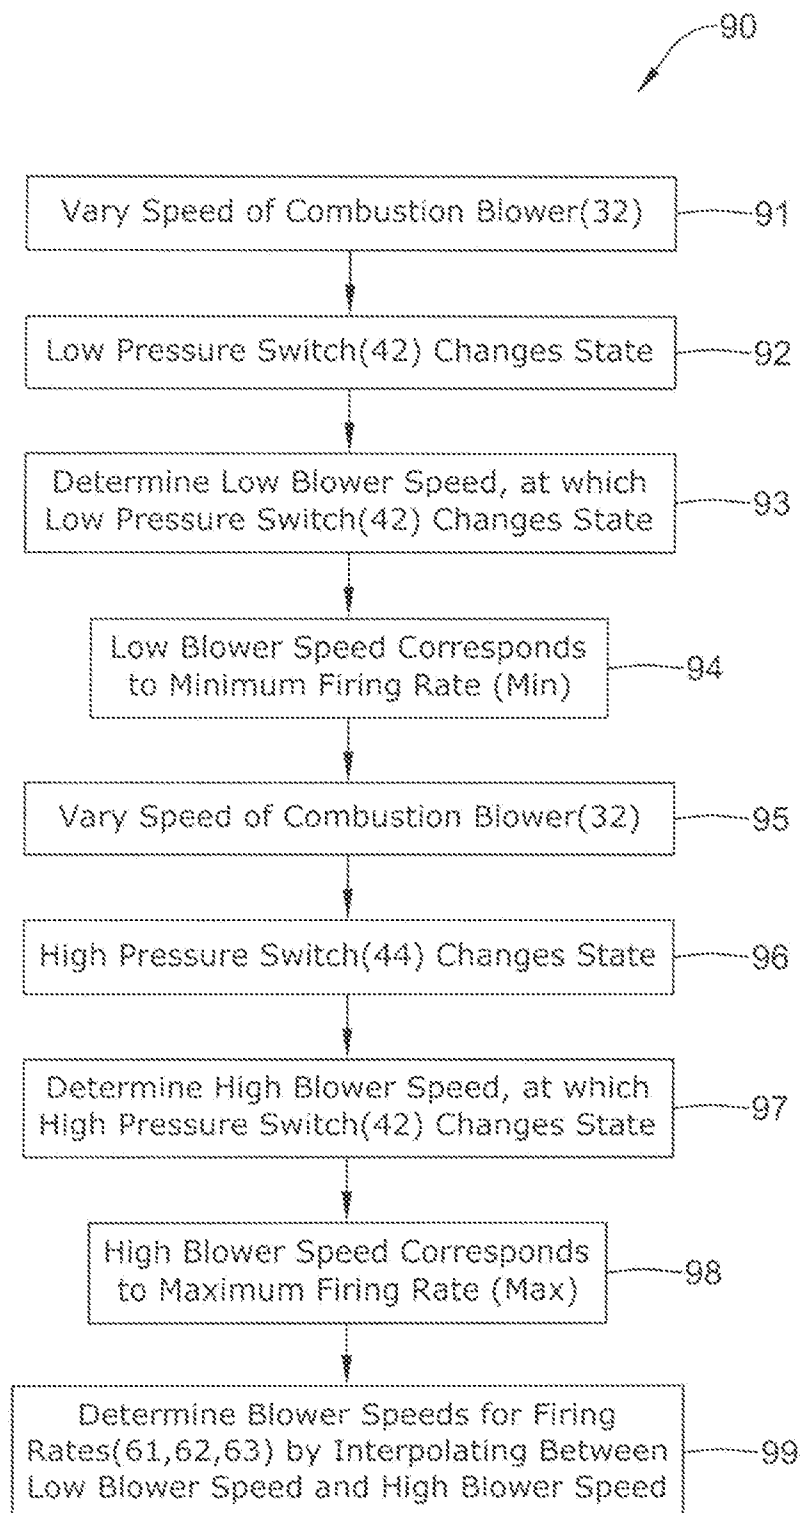 90
Vary Speed of Combustion Blower(32)
91
Low Pressure Switch(42) Changes State
92
Determine Low Blower Speed, at which
Low Pressure Switch(42) Changes State
93
Low Blower Speed Corresponds
to Minimum Firing Rate (Min)
94
Vary Speed of Combustion Blower(32)
95
High Pressure Switch(44) Changes State
96
Determine High Blower Speed, at which
High Pressure Switch(42) Changes State
97
High Blower Speed Corresponds
to Maximum Firing Rate (Max)
98
Determine Blower Speeds for Firing
Rates(61,62,63) by Interpolating Between
Low Blower Speed and High Blower Speed
99